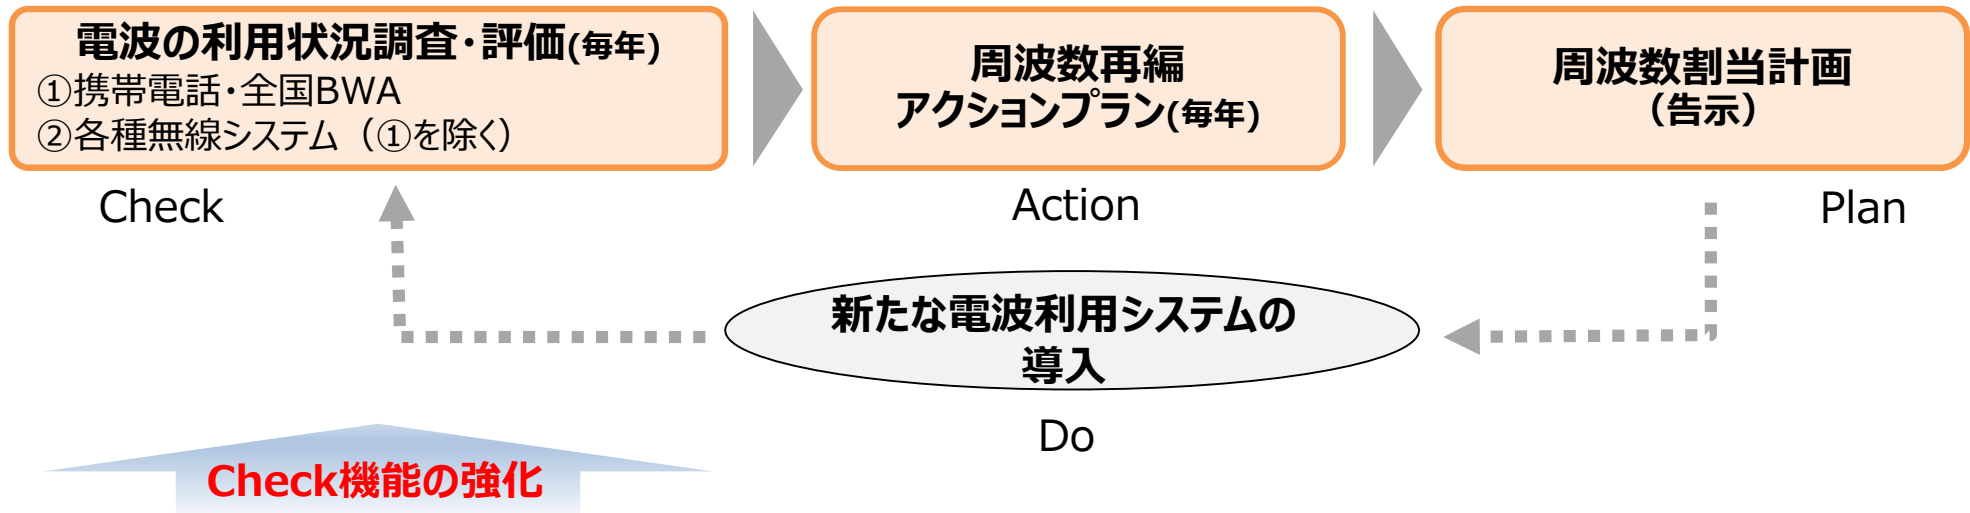 電波の利用状況調査・評価(毎年)
①携帯電話・全国BWA
②各種無線システム（①を除く）
周波数再編
アクションプラン(毎年)
周波数割当計画
（告示）
Check
Action
Plan
新たな電波利用システムの
導入
Do
Check機能の強化